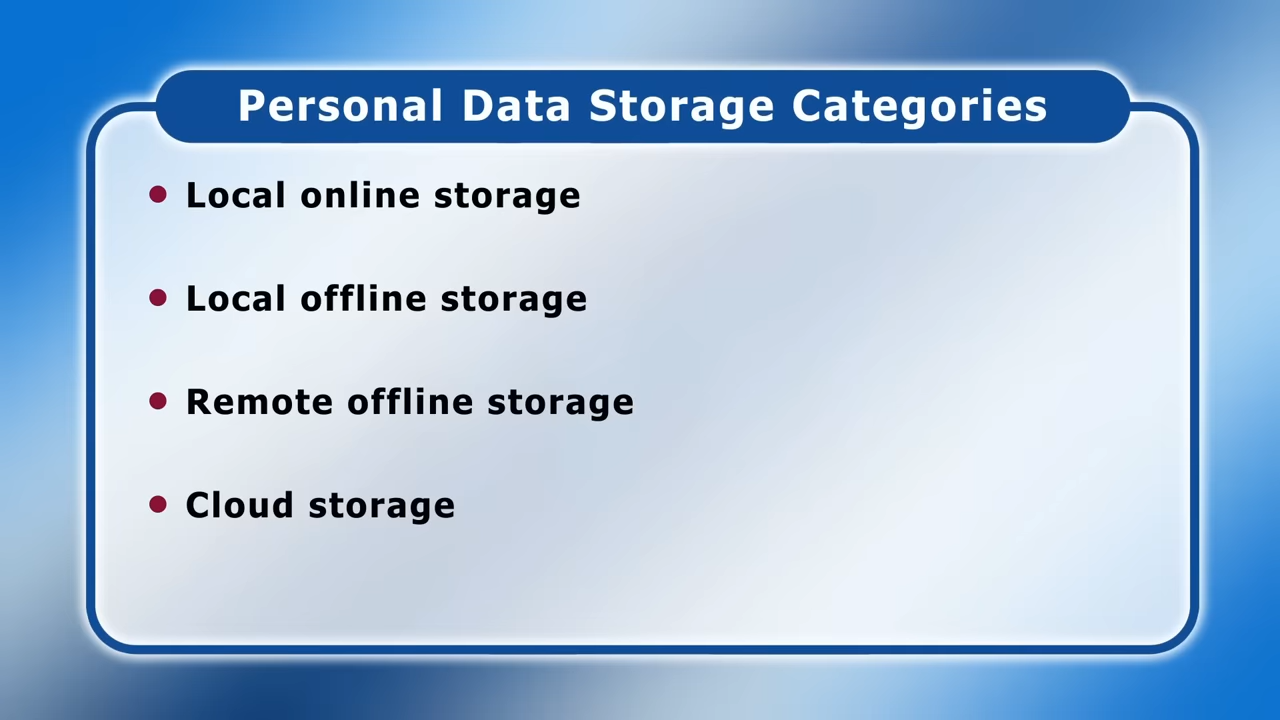 Personal Data Storage Categories
• Local online storage
• Local offline storage
• Remote offline storage
• Cloud storage